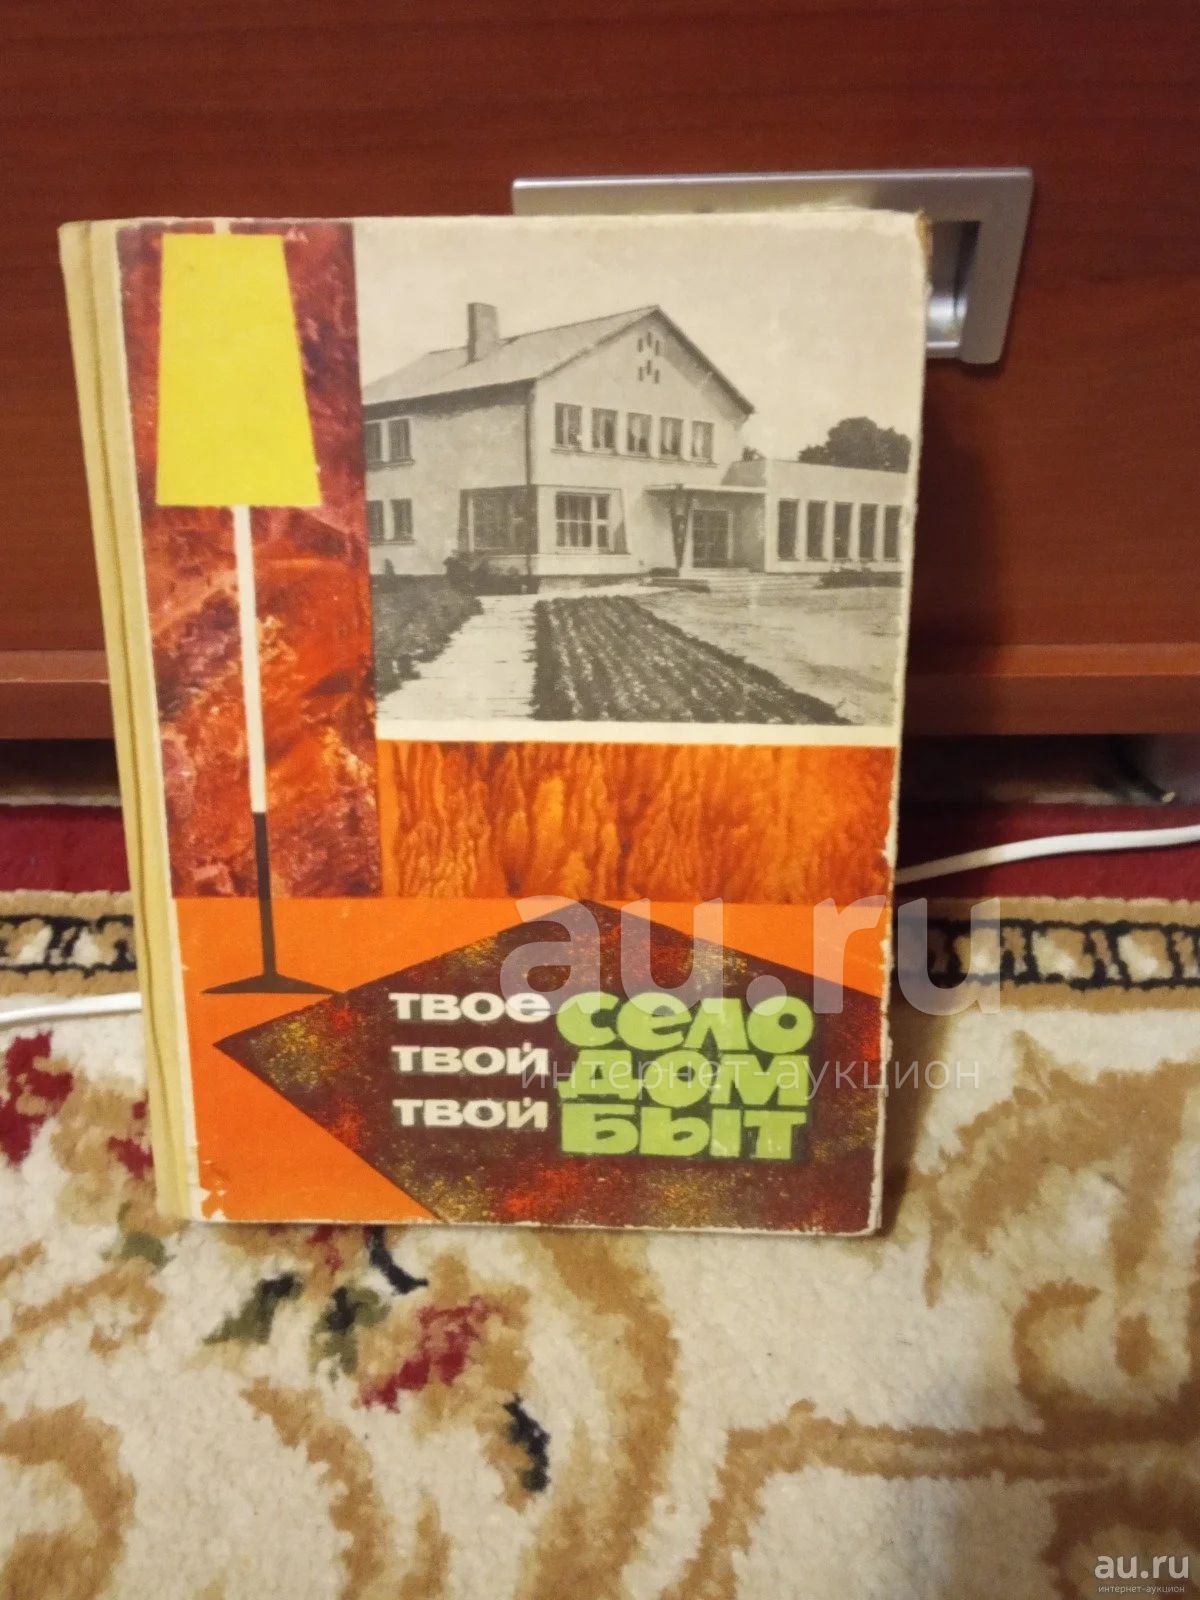 au.ru
твое село
твой дом
интернет-аукцион
твой быт
au.ru
интернет-аукцион